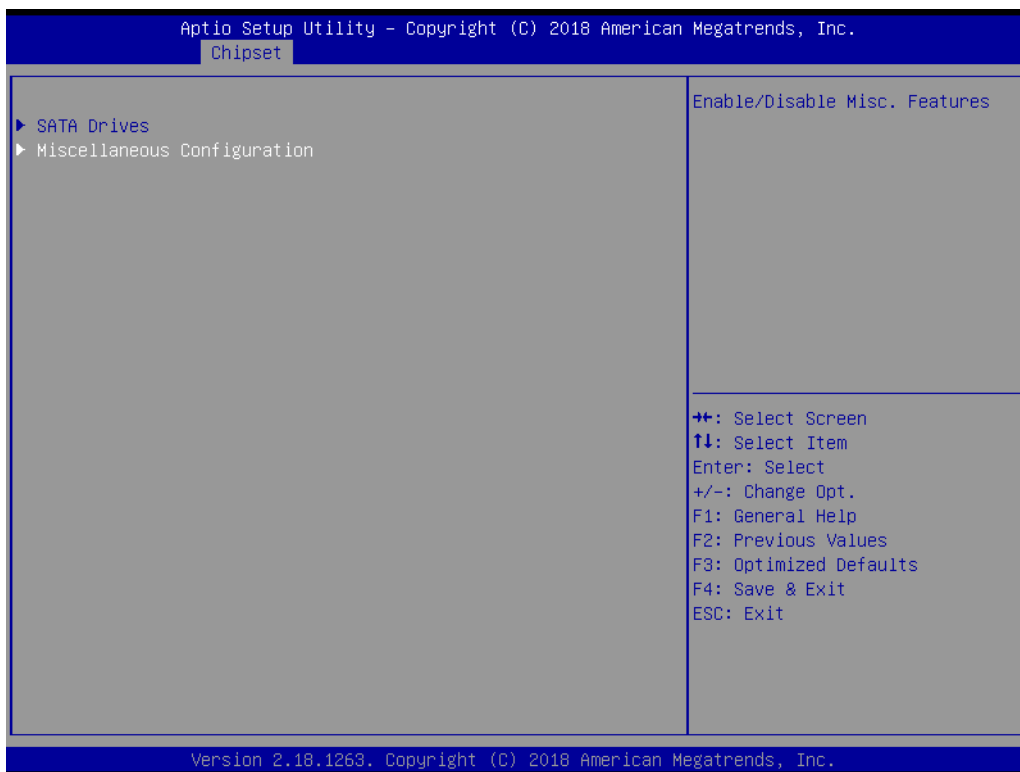 Aptio Setup Utility – Copyright (C) 2018 American Megatrends, Inc.
Chipset
▶ SATA Drives
▶ Miscellaneous Configuration
Enable/Disable Misc. Features
→←: Select Screen
↑↓: Select Item
Enter: Select
+/-: Change Opt.
F1: General Help
F2: Previous Values
F3: Optimized Defaults
F4: Save & Exit
ESC: Exit
Version 2.18.1263. Copyright (C) 2018 American Megatrends, Inc.